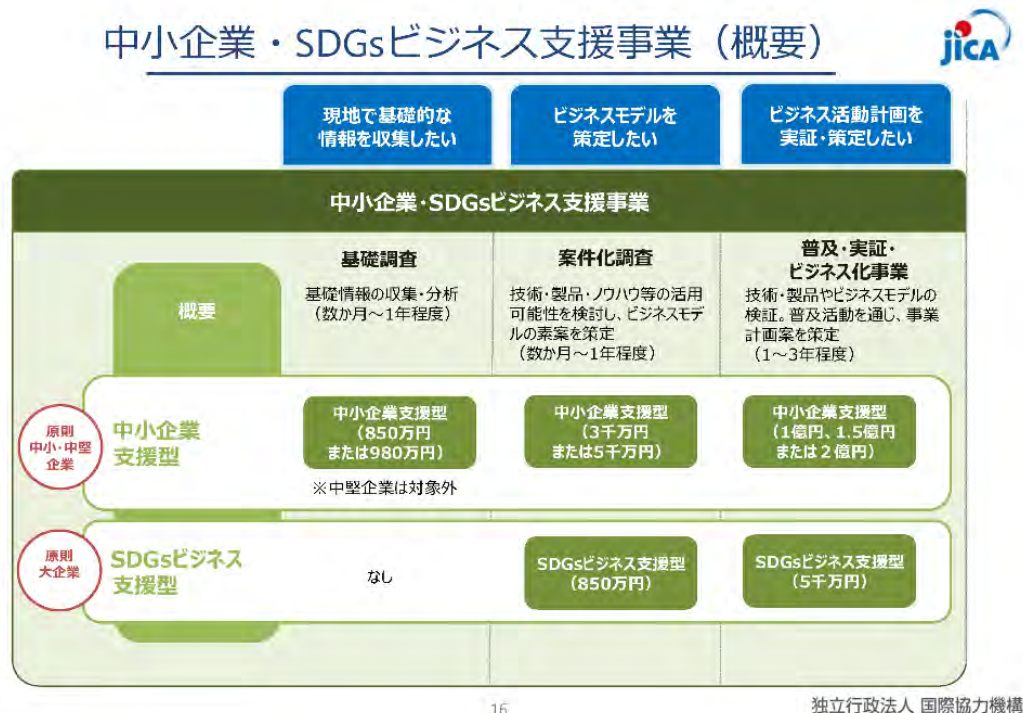 中小企業・SDGsビジネス支援事業（概要）
JICA
現地で基礎的な
情報を収集したい
ビジネスモデルを
策定したい
ビジネス活動計画を
実証・策定したい
中小企業・SDGsビジネス支援事業
概要
基礎調査
基礎情報の収集・分析
（数か月～1年程度）
案件化調査
技術・製品・ノウハウ等の活用
可能性を検討し、ビジネスモデ
ルの素案を策定
（数か月～1年程度）
普及・実証・
ビジネス化事業
技術・製品やビジネスモデルの
検証。普及活動を通じ、事業
計画案を策定
（1～3年程度）
原則
中小・中堅
企業
中小企業
支援型
中小企業支援型
（850万円
または980万円）
※中堅企業は対象外
中小企業支援型
（3千万円
または5千万円）
中小企業支援型
（1億円、1.5億円
または２億円）
原則
大企業
SDGsビジネス
支援型
なし
SDGsビジネス支援型
（850万円）
SDGsビジネス支援型
（5千万円）
16
独立行政法人 国際協力機構